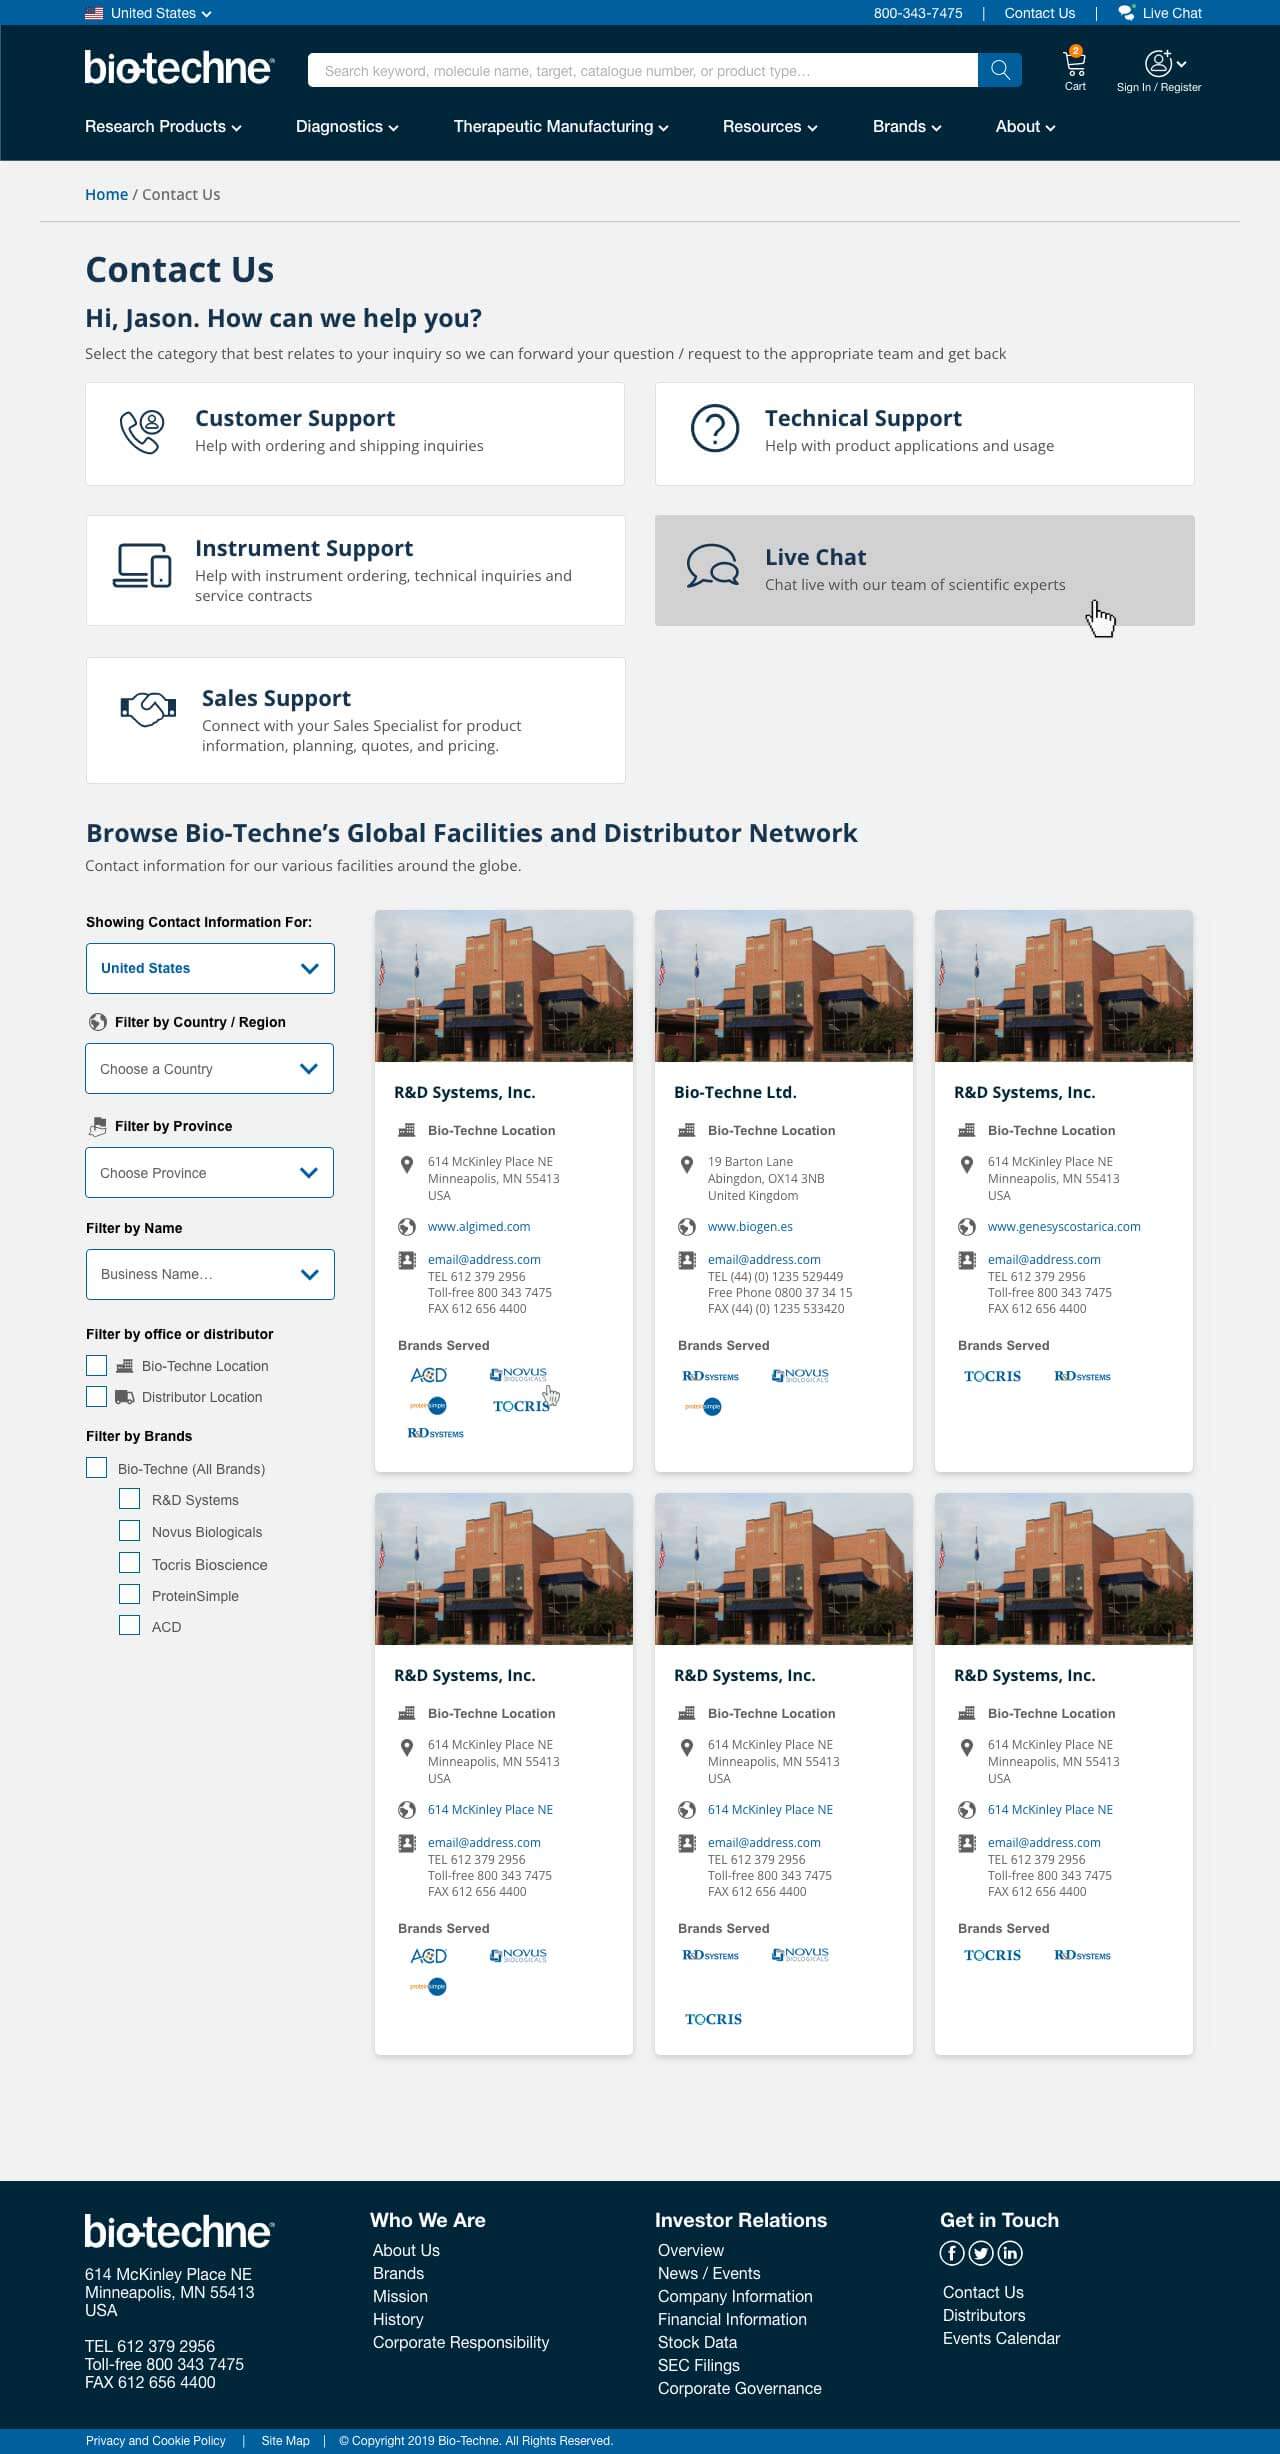 United States
800-343-7475 | Contact Us | Live Chat
bio-techne
Search keyword, molecule name, target, catalogue number, or product type...
2
Cart
Sign In / Register
Research Products
Diagnostics
Therapeutic Manufacturing
Resources
Brands
About
Home / Contact Us
Contact Us
Hi, Jason. How can we help you?
Select the category that best relates to your inquiry so we can forward your question / request to the appropriate team and get back
Customer Support
Help with ordering and shipping inquiries
Technical Support
Help with product applications and usage
Instrument Support
Help with instrument ordering, technical inquiries and
service contracts
Live Chat
Chat live with our team of scientific experts
Sales Support
Connect with your Sales Specialist for product
information, planning, quotes, and pricing.
Browse Bio-Techne’s Global Facilities and Distributor Network
Contact information for our various facilities around the globe.
Showing Contact Information For:
United States
Filter by Country / Region
Choose a Country
Filter by Province
Choose Province
Filter by Name
Business Name...
Filter by office or distributor
Bio-Techne Location
Distributor Location
Filter by Brands
Bio-Techne (All Brands)
R&D Systems
Novus Biologicals
Tocris Bioscience
ProteinSimple
ACD
R&D Systems, Inc.
Bio-Techne Location
614 McKinley Place NE
Minneapolis, MN 55413
USA
www.algimed.com
email@address.com
TEL 612 379 2956
Toll-free 800 343 7475
FAX 612 656 4400
Brands Served
ACD
NOVUS
BIOLOGICALS
proteinsimple
TOCRIS
R&D SYSTEMS
Bio-Techne Ltd.
Bio-Techne Location
19 Barton Lane
Abingdon, OX14 3NB
United Kingdom
www.biogen.es
email@address.com
TEL (44) (0) 1235 529449
Free Phone 0800 37 34 15
FAX (44) (0) 1235 533420
Brands Served
R&D SYSTEMS
NOVUS
BIOLOGICALS
proteinsimple
R&D Systems, Inc.
Bio-Techne Location
614 McKinley Place NE
Minneapolis, MN 55413
USA
www.genesyscostarica.com
email@address.com
TEL 612 379 2956
Toll-free 800 343 7475
FAX 612 656 4400
Brands Served
TOCRIS
R&D SYSTEMS
R&D Systems, Inc.
Bio-Techne Location
614 McKinley Place NE
Minneapolis, MN 55413
USA
614 McKinley Place NE
email@address.com
TEL 612 379 2956
Toll-free 800 343 7475
FAX 612 656 4400
Brands Served
ACD
NOVUS
BIOLOGICALS
proteinsimple
R&D Systems, Inc.
Bio-Techne Location
614 McKinley Place NE
Minneapolis, MN 55413
USA
614 McKinley Place NE
email@address.com
TEL 612 379 2956
Toll-free 800 343 7475
FAX 612 656 4400
Brands Served
R&D SYSTEMS
NOVUS
BIOLOGICALS
TOCRIS
R&D Systems, Inc.
Bio-Techne Location
614 McKinley Place NE
Minneapolis, MN 55413
USA
614 McKinley Place NE
email@address.com
TEL 612 379 2956
Toll-free 800 343 7475
FAX 612 656 4400
Brands Served
TOCRIS
R&D SYSTEMS
bio-techne
614 McKinley Place NE
Minneapolis, MN 55413
USA
TEL 612 379 2956
Toll-free 800 343 7475
FAX 612 656 4400
Who We Are
About Us
Brands
Mission
History
Corporate Responsibility
Investor Relations
Overview
News / Events
Company Information
Financial Information
Stock Data
SEC Filings
Corporate Governance
Get in Touch
Contact Us
Distributors
Events Calendar
Privacy and Cookie Policy | Site Map | © Copyright 2019 Bio-Techne. All Rights Reserved.